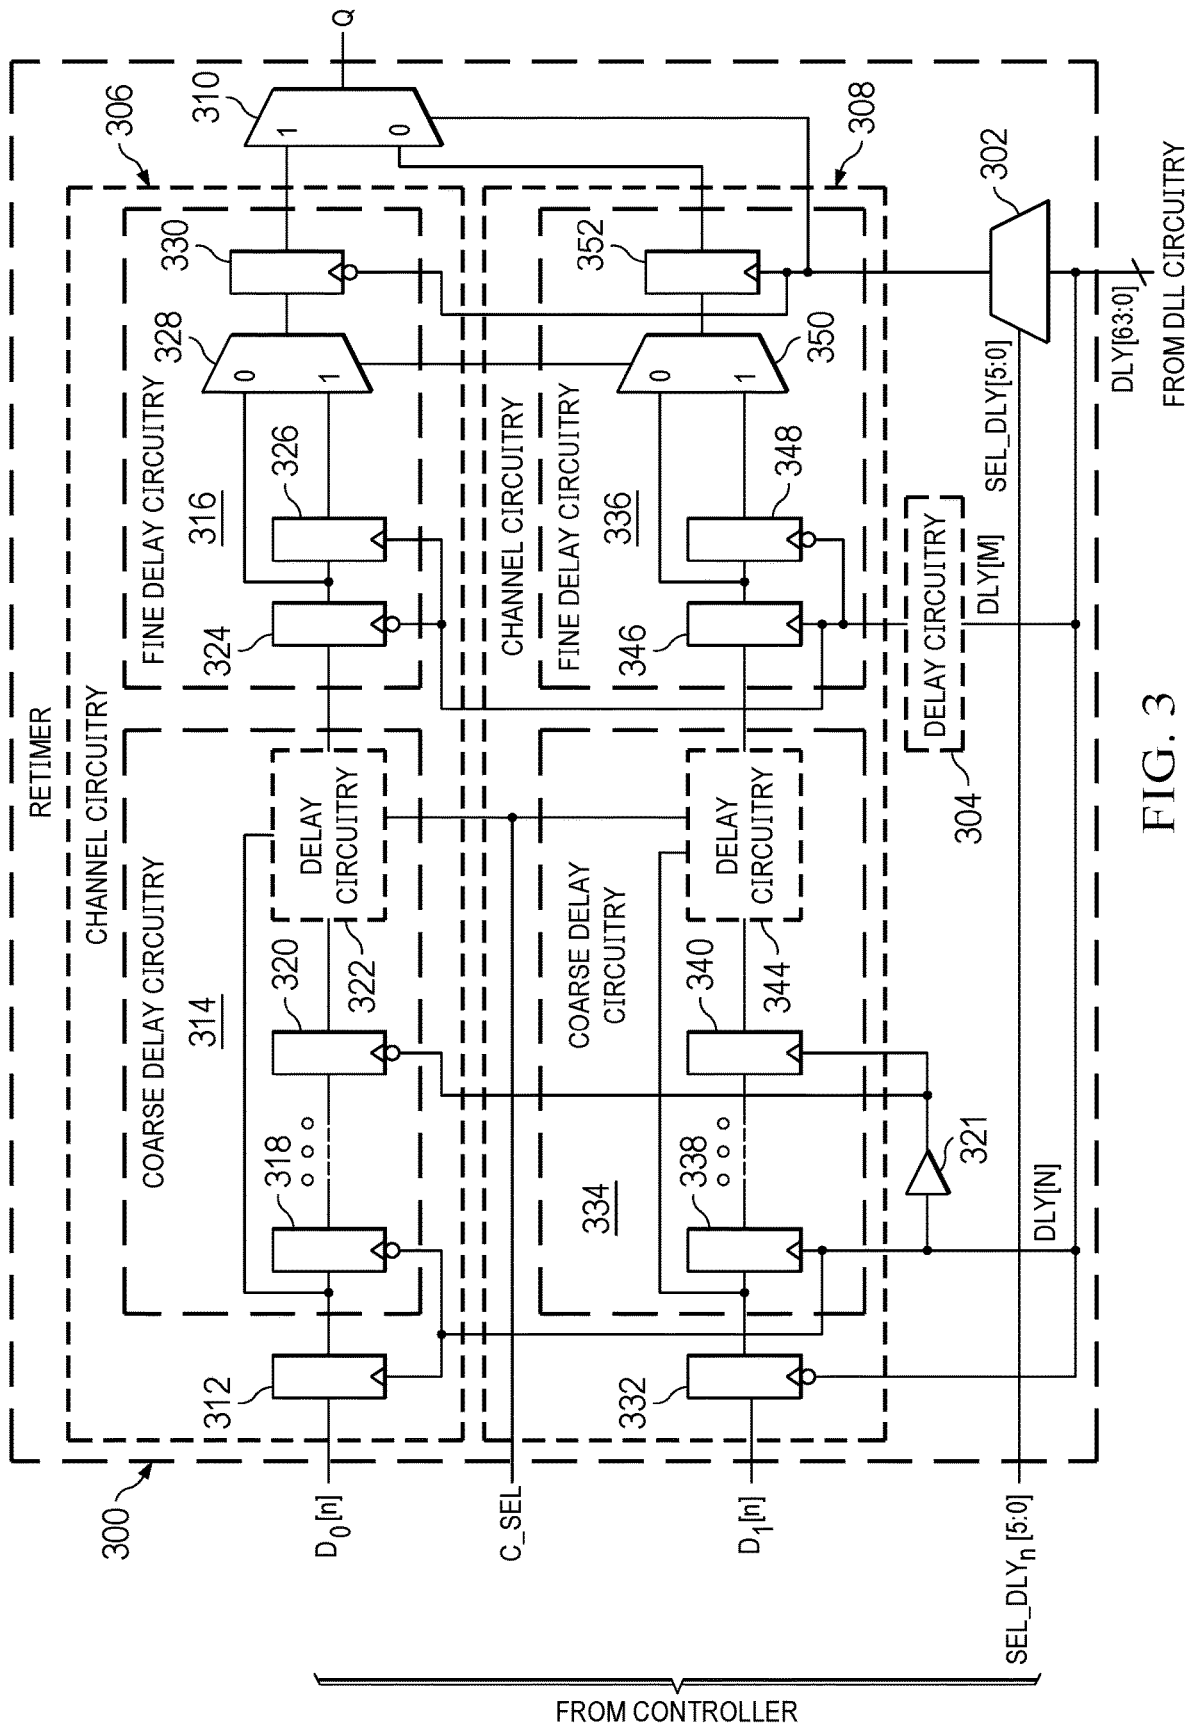 300
RETIMER
306
CHANNEL CIRCUITRY
COARSE DELAY CIRCUITRY
314
FINE DELAY CIRCUITRY
316
312
318
320
DELAY
CIRCUITRY
322
324
326
328
0
1
330
310
1
0
Q
D0[n]
C_SEL
CHANNEL CIRCUITRY
308
COARSE DELAY
CIRCUITRY
334
FINE DELAY CIRCUITRY
336
332
338
340
DELAY
CIRCUITRY
344
346
348
350
0
1
352
D1[n]
321
DLY[N]
DELAY CIRCUITRY
304
DLY[M]
SEL_DLY[5:0]
302
SEL_DLYn [5:0]
DLY[63:0]
FROM DLL CIRCUITRY
FROM CONTROLLER
FIG. 3